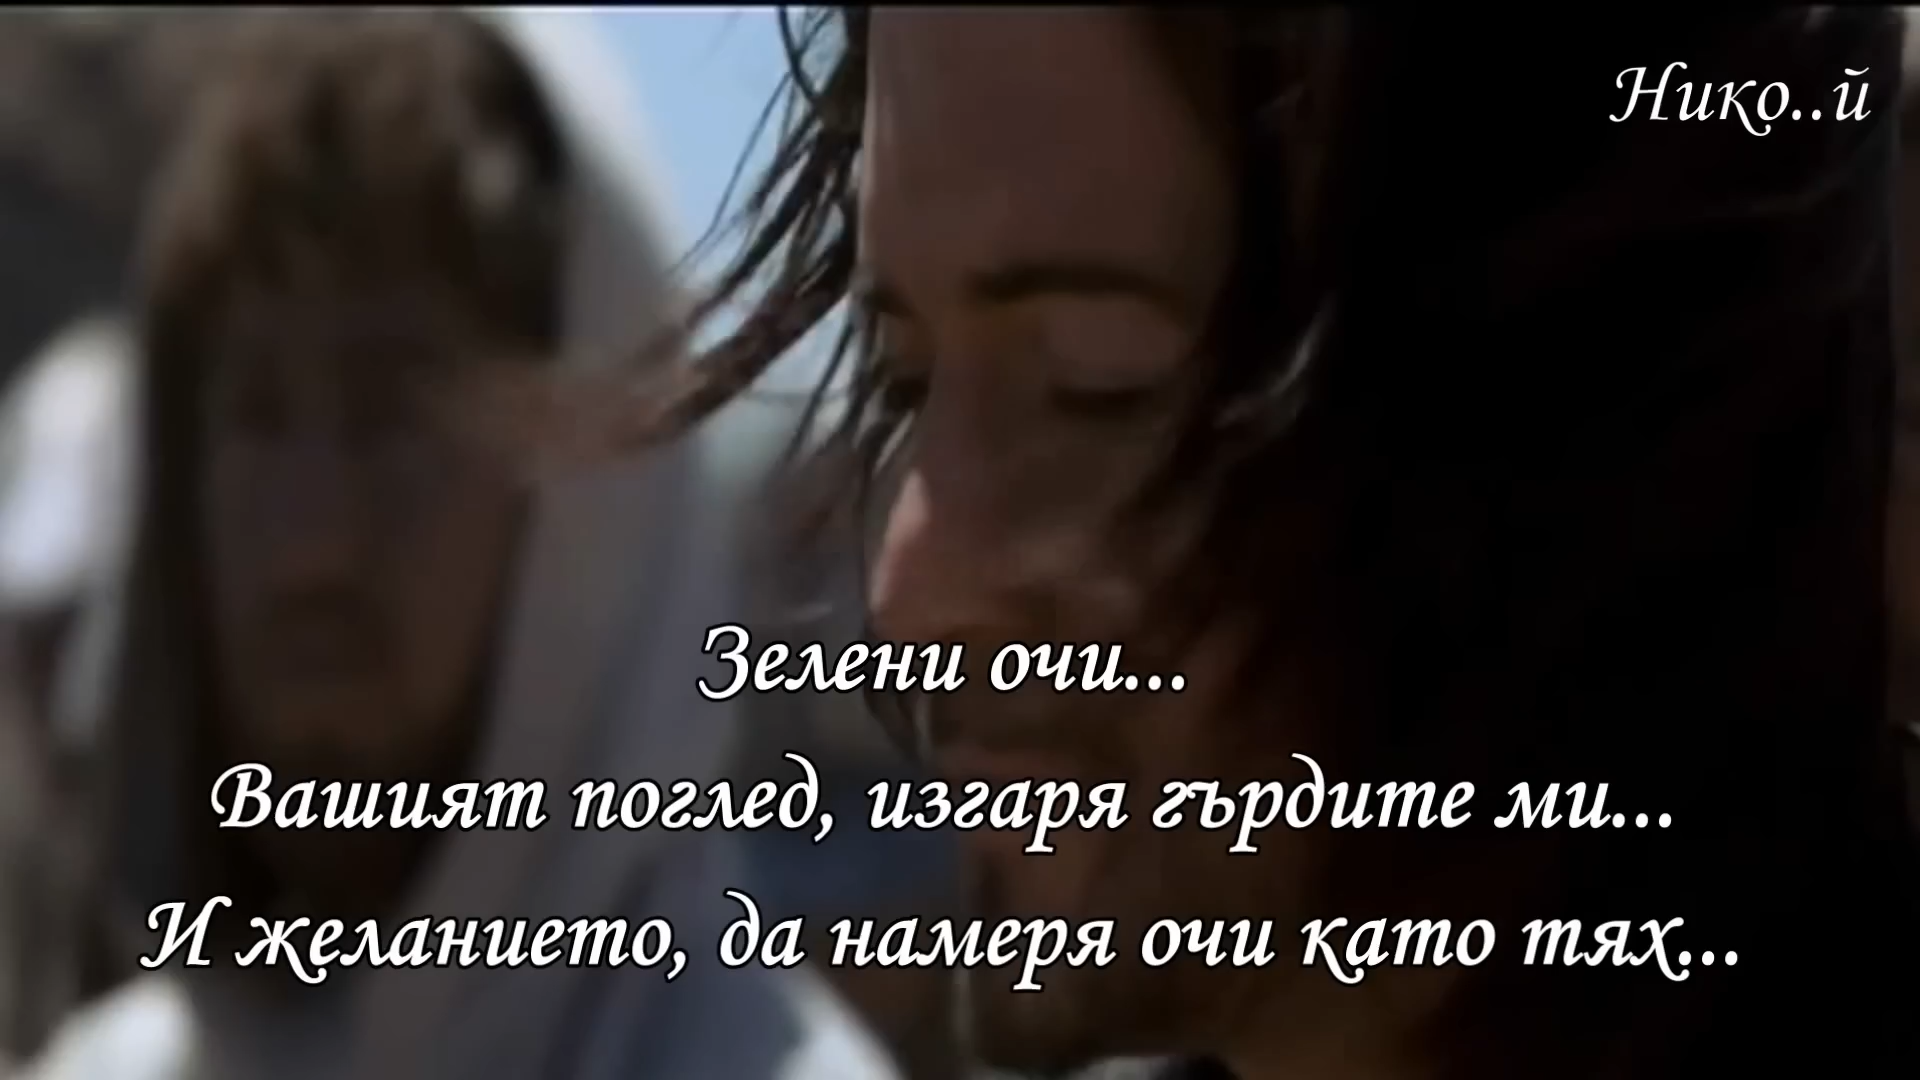 Нико..й
Зелени очи...
Вашият поглед, изгаря гърдите ми...
И желанието, да намеря очи като тях...